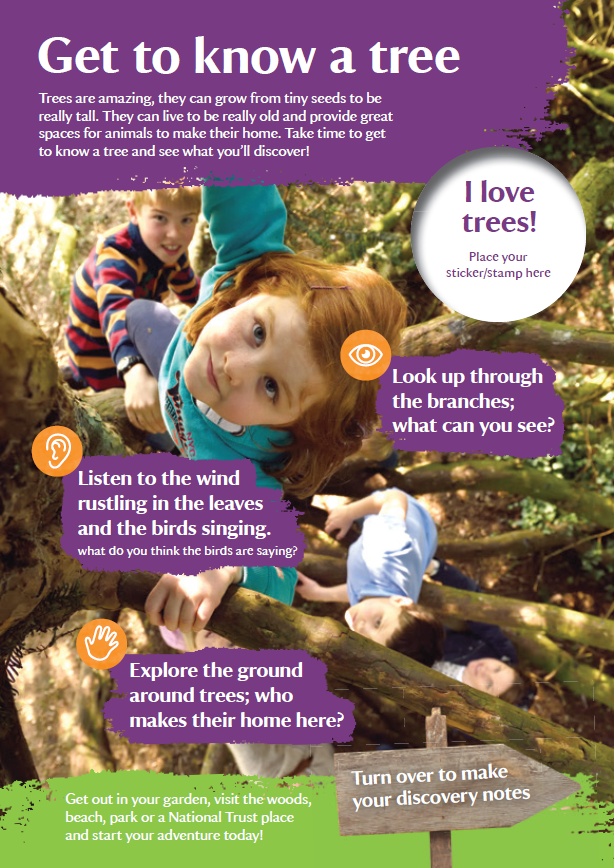 Get to know a tree
Trees are amazing, they can grow from tiny seeds to be
really tall. They can live to be really old and provide great
spaces for animals to make their home. Take time to get
to know a tree and see what you'll discover!
I love
trees!
Place your
sticker/stamp here
Look up through
the branches;
what can you see?
Listen to the wind
rustling in the leaves
and the birds singing.
what do you think the birds are saying?
Explore the ground
around trees; who
makes their home here?
Turn over to make
your discovery notes
Get out in your garden, visit the woods,
beach, park or a National Trust place
and start your adventure today!